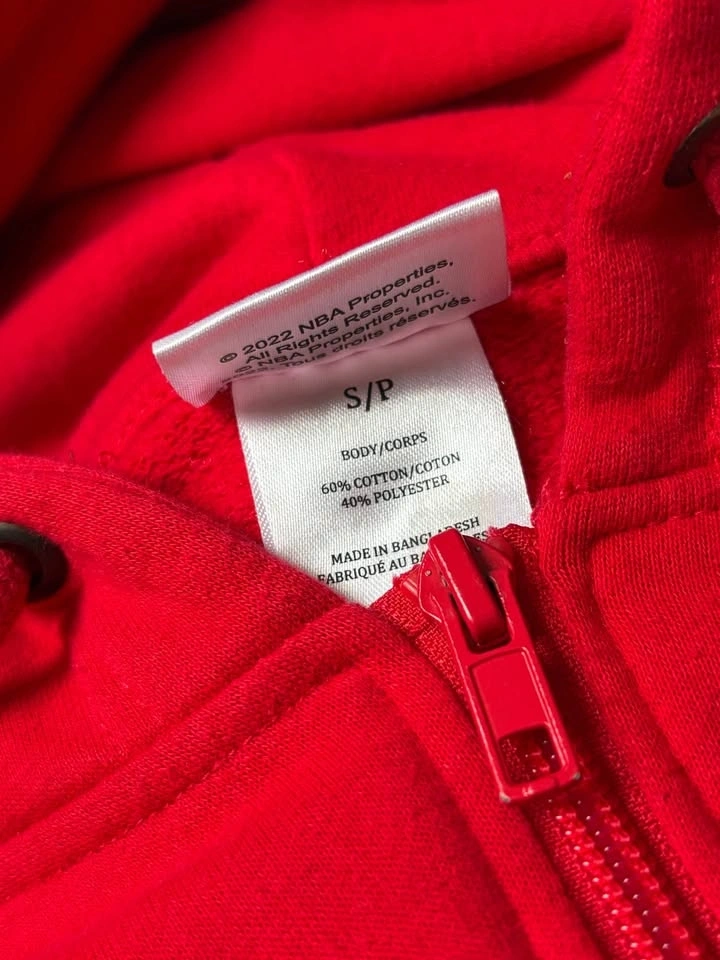 © 2022 NBA Properties,
All Rights Reserved.
© NBA Properties, Inc.
2022. Tous droits réservés.
S/P
BODY/CORPS
60% COTTON/COTON
40% POLYESTER
MADE IN BANGLADESH
FABRIQUÉ AU